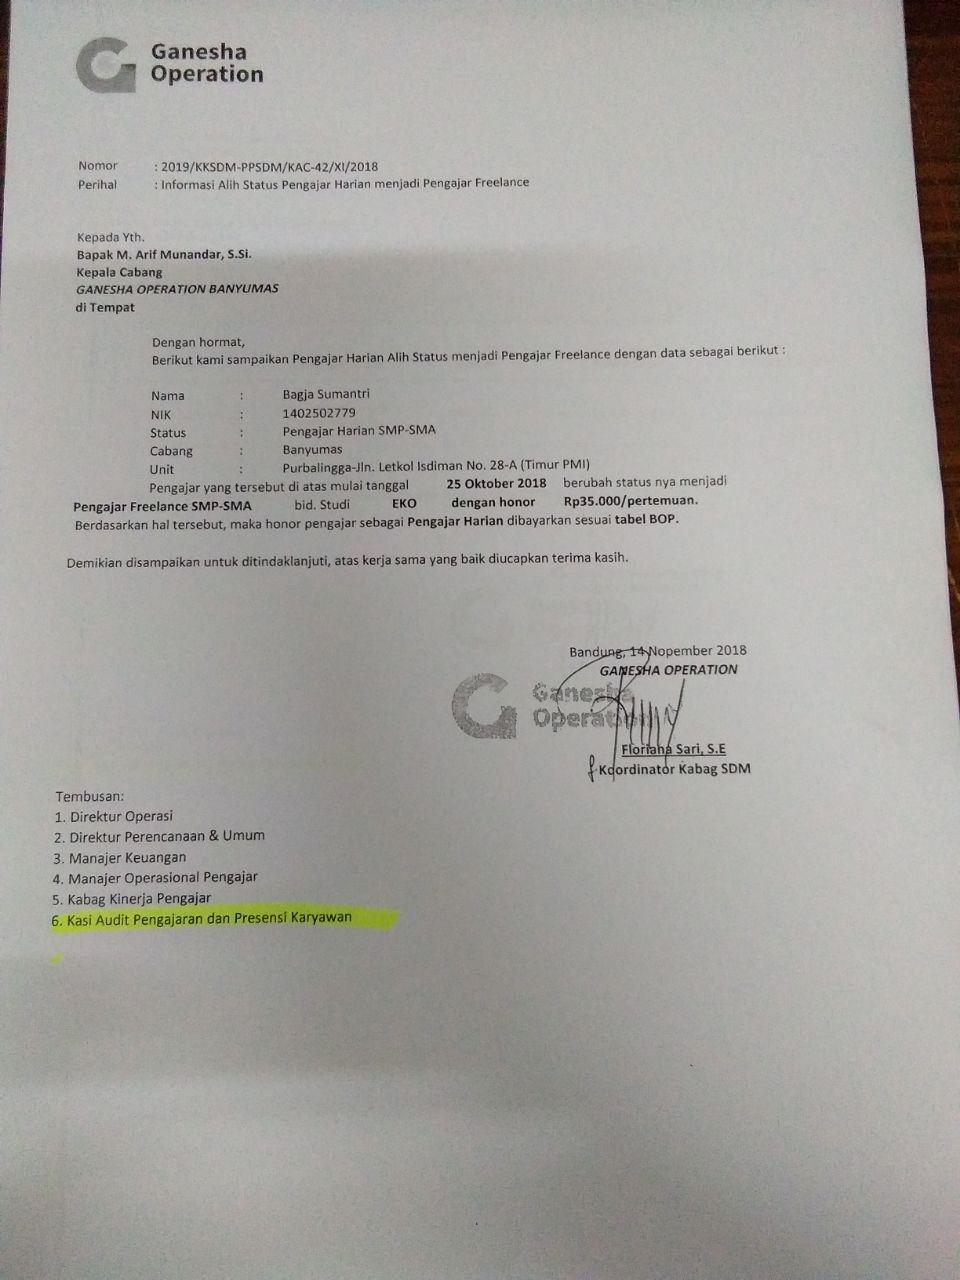 Ganesha
Operation
Nomor : 2019/KKSDM-PPSDM/KAC-42/XI/2018
Perihal : Informasi Alih Status Pengajar Harian menjadi Pengajar Freelance
Kepada Yth.
Bapak M. Arif Munandar, S.Si.
Kepala Cabang
GANESHA OPERATION BANYUMAS
di Tempat
Dengan hormat,
Berikut kami sampaikan Pengajar Harian Alih Status menjadi Pengajar Freelance dengan data sebagai berikut :
Nama : Bagja Sumantri
NIK : 1402502779
Status : Pengajar Harian SMP-SMA
Cabang : Banyumas
Unit : Purbalingga-Jln. Letkol Isdiman No. 28-A (Timur PMI)
Pengajar yang tersebut di atas mulai tanggal 25 Oktober 2018 berubah status nya menjadi
Pengajar Freelance SMP-SMA bid. Studi EKO dengan honor Rp35.000/pertemuan.
Berdasarkan hal tersebut, maka honor pengajar sebagai Pengajar Harian dibayarkan sesuai tabel BOP.
Demikian disampaikan untuk ditindaklanjuti, atas kerja sama yang baik diucapkan terima kasih.
Bandung, 14 Nopember 2018
GANESHA OPERATION
Ganesha
Operation
Floriana Sari, S.E
Koordinator Kabag SDM
Tembusan:
1. Direktur Operasi
2. Direktur Perencanaan & Umum
3. Manajer Keuangan
4. Manajer Operasional Pengajar
5. Kabag Kinerja Pengajar
6. Kasi Audit Pengajaran dan Presensi Karyawan